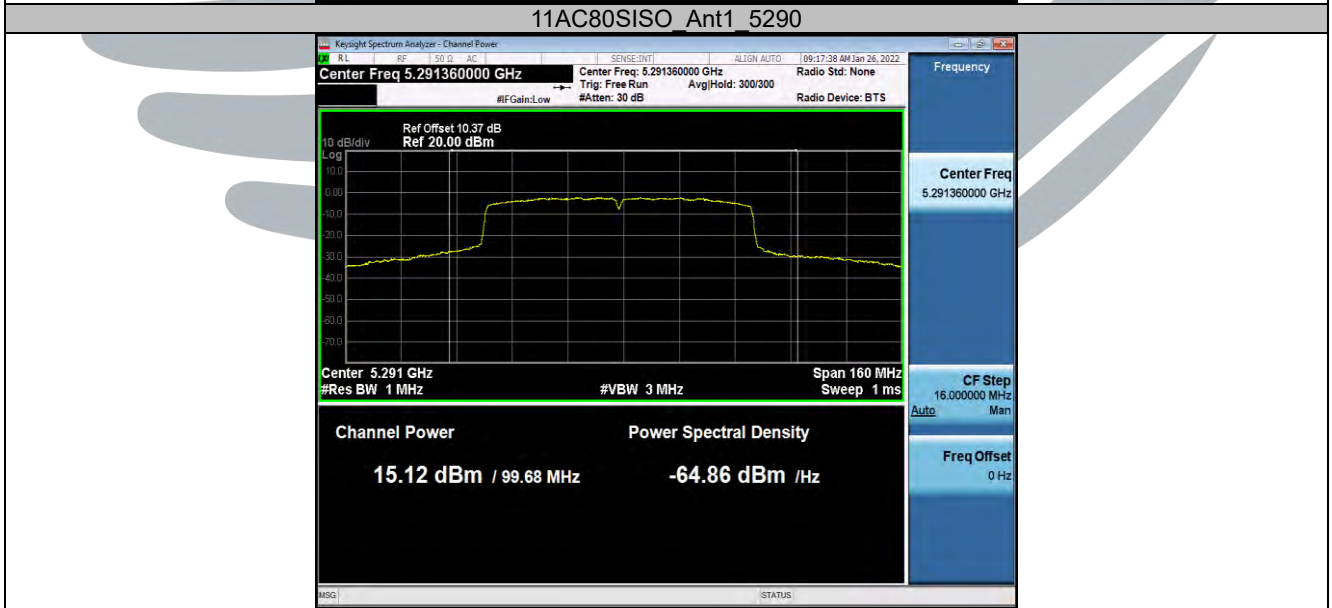 11AC80SISO_Ant1_5290
Keysight Spectrum Analyzer - Channel Power
RL RF 50 Ω AC SENSE:INT ALIGN AUTO 09:17:38 AM Jan 26, 2022
Center Freq 5.291360000 GHz
Center Freq: 5.291360000 GHz
Radio Std: None
Trig: Free Run Avg|Hold: 300/300
#IFGain:Low
#Atten: 30 dB
Radio Device: BTS
Frequency
Ref Offset 10.37 dB
10 dB/div Ref 20.00 dBm
Log
10.0
0.00
-10.0
-20.0
-30.0
-40.0
-50.0
-60.0
-70.0
Center 5.291 GHz Span 160 MHz
#Res BW 1 MHz #VBW 3 MHz Sweep 1 ms
Center Freq
5.291360000 GHz
CF Step
16.000000 MHz
Auto Man
Freq Offset
0 Hz
Channel Power Power Spectral Density
15.12 dBm / 99.68 MHz -64.86 dBm /Hz
MSG STATUS